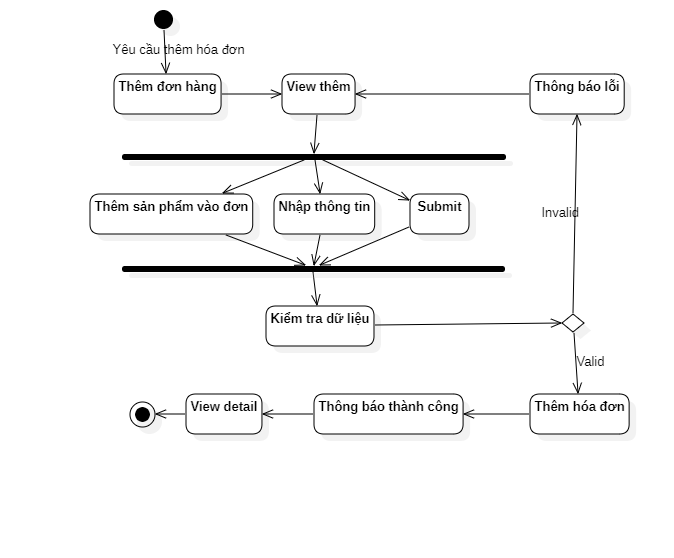 Yêu cầu thêm hóa đơn
Thêm đơn hàng
View thêm
Thông báo lỗi
Thêm sản phẩm vào đơn
Nhập thông tin
Submit
Invalid
Kiểm tra dữ liệu
Valid
View detail
Thông báo thành công
Thêm hóa đơn